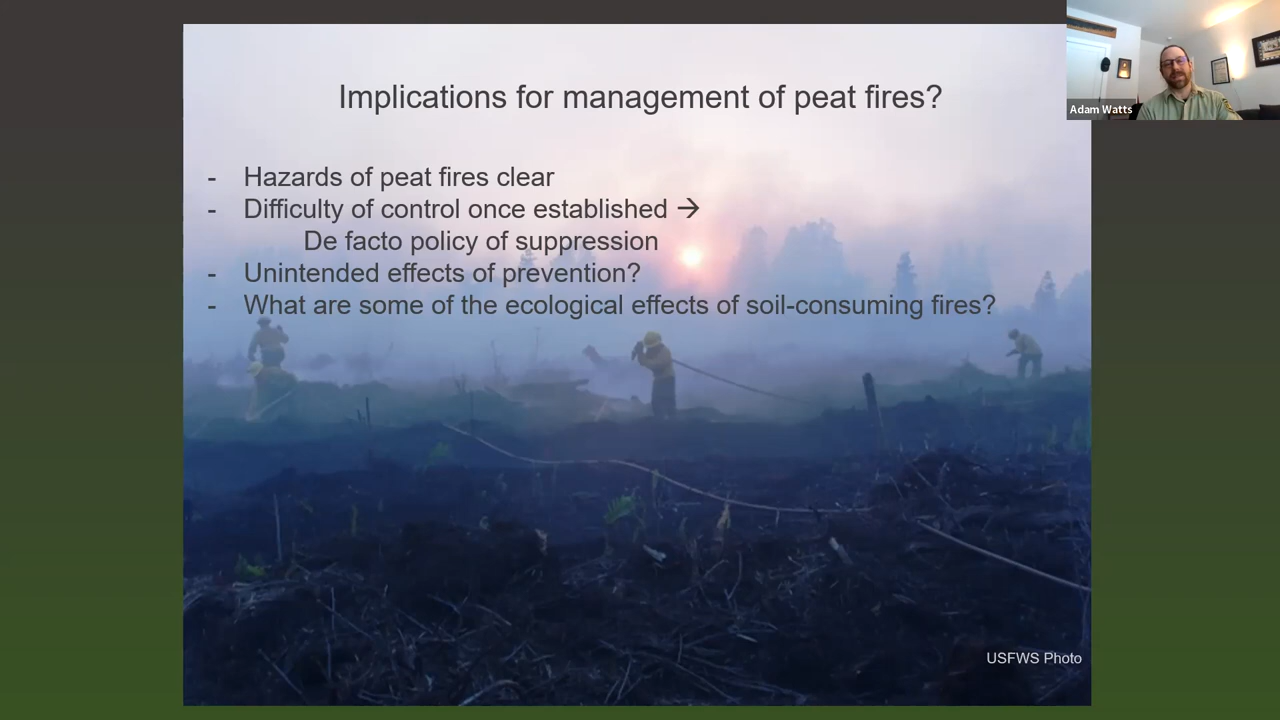 Implications for management of peat fires?
Adam Watts
- Hazards of peat fires clear
- Difficulty of control once established →
De facto policy of suppression
- Unintended effects of prevention?
- What are some of the ecological effects of soil-consuming fires?
USFWS Photo